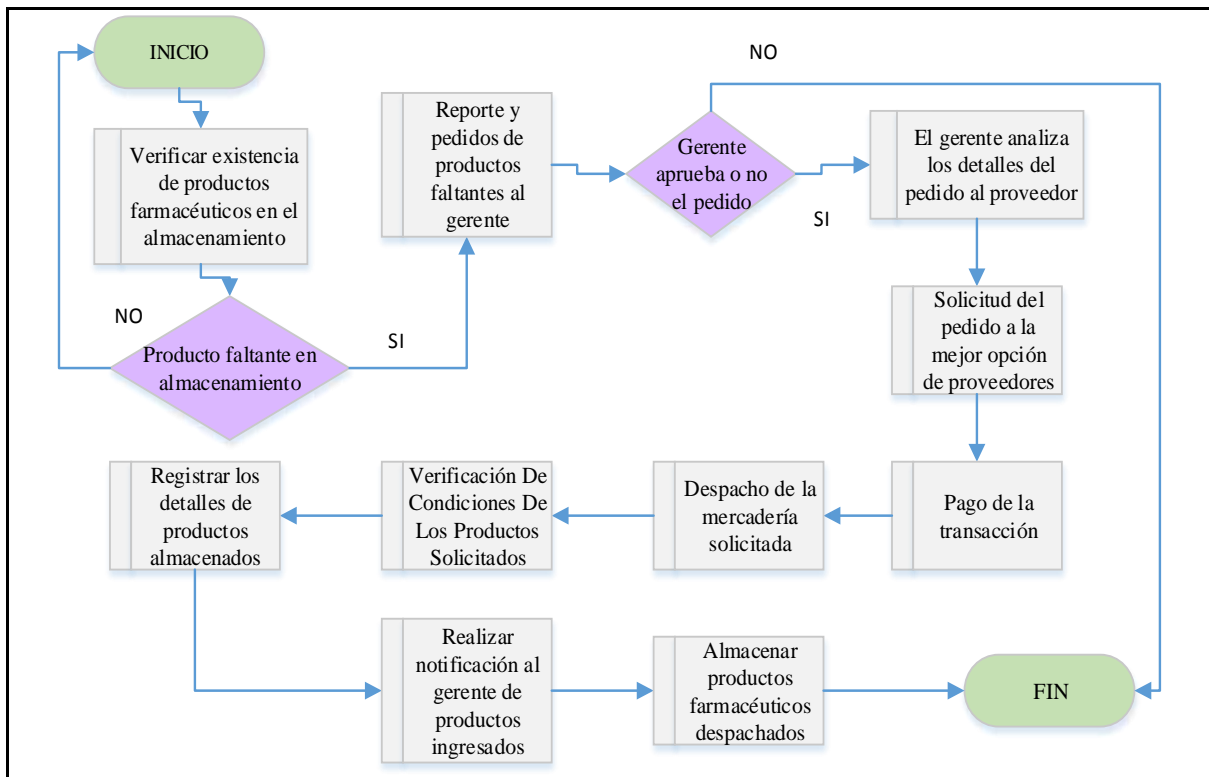 INICIO
NO
Verificar existencia
de productos
farmacéuticos en el
almacenamiento
Reporte y
pedidos de
productos
faltantes al
gerente
Gerente
aprueba o no
el pedido
SI
El gerente analiza
los detalles del
pedido al proveedor
NO
Producto faltante en
almacenamiento
SI
Solicitud del
pedido a la
mejor opción
de proveedores
Registrar los
detalles de
productos
almacenados
Verificación De
Condiciones De
Los Productos
Solicitados
Despacho de la
mercadería
solicitada
Pago de la
transacción
Realizar
notificación al
gerente de
productos
ingresados
Almacenar
productos
farmacéuticos
despachados
FIN